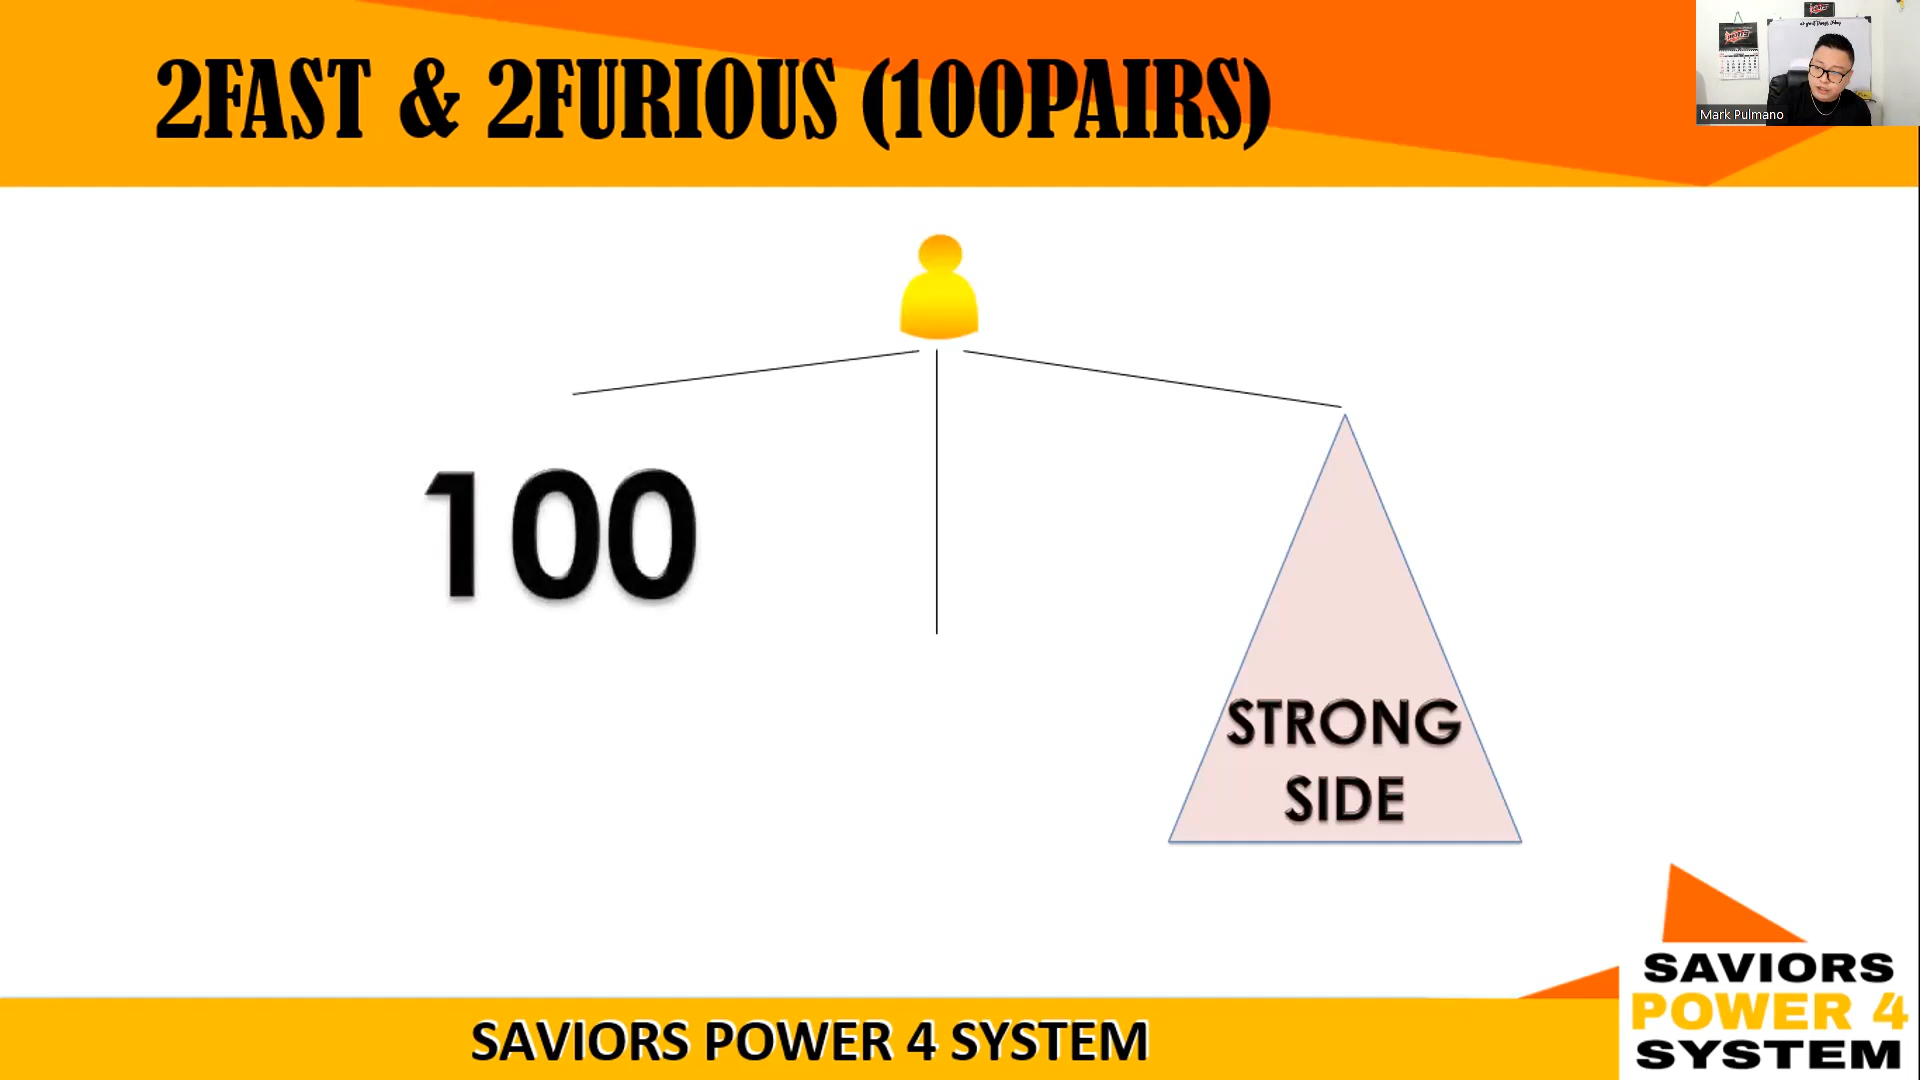 2FAST & 2FURIOUS (100PAIRS)
Mark Pulmano
100
STRONG
SIDE
SAVIORS POWER 4 SYSTEM
SAVIORS
POWER 4
SYSTEM